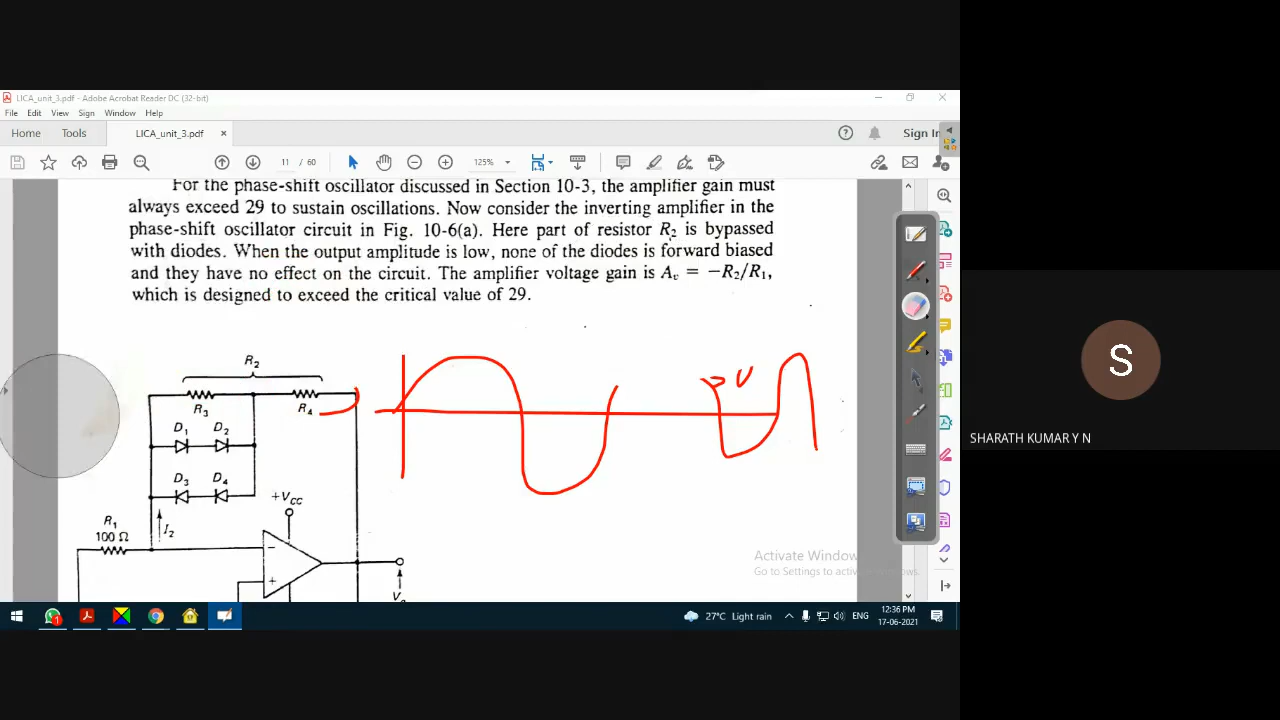 LICA_unit_3.pdf - Adobe Acrobat Reader DC (32-bit)
File Edit View Sign Window Help
Home Tools LICA_unit_3.pdf × Sign In
11 / 60 125%
For the phase-shift oscillator discussed in Section 10-3, the amplifier gain must
always exceed 29 to sustain oscillations. Now consider the inverting amplifier in the
phase-shift oscillator circuit in Fig. 10-6(a). Here part of resistor R2 is bypassed
with diodes. When the output amplitude is low, none of the diodes is forward biased
and they have no effect on the circuit. The amplifier voltage gain is Av = −R2/R1,
which is designed to exceed the critical value of 29.
R2
R3 R4
D1 D2
D3 D4
+VCC
R1
100 Ω
I2
−
+
S
SHARATH KUMAR Y N
Activate Window
Go to Settings to activ
27°C Light rain ENG 12:36 PM
17-06-2021